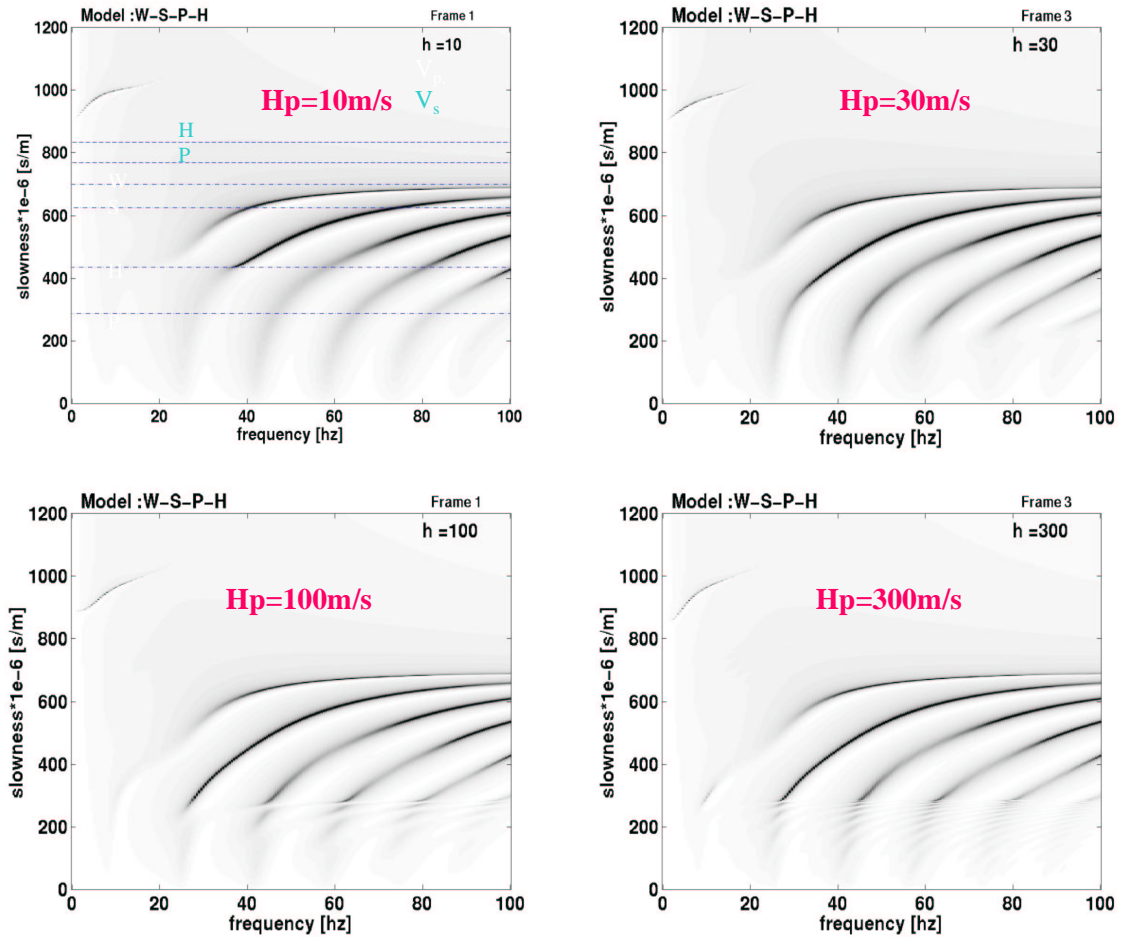 Model :W-S-P-H Frame 1
h =10
Hp=10m/s
V_p
V_s
H
P
W
S
H
P
1200
1000
800
600
400
200
0
slowness*1e-6 [s/m]
0 20 40 60 80 100
frequency [hz]
Model :W-S-P-H Frame 3
h =30
Hp=30m/s
1200
1000
800
600
400
200
0
slowness*1e-6 [s/m]
0 20 40 60 80 100
frequency [hz]
Model :W-S-P-H Frame 1
h =100
Hp=100m/s
1200
1000
800
600
400
200
0
slowness*1e-6 [s/m]
0 20 40 60 80 100
frequency [hz]
Model :W-S-P-H Frame 3
h =300
Hp=300m/s
1200
1000
800
600
400
200
0
slowness*1e-6 [s/m]
0 20 40 60 80 100
frequency [hz]